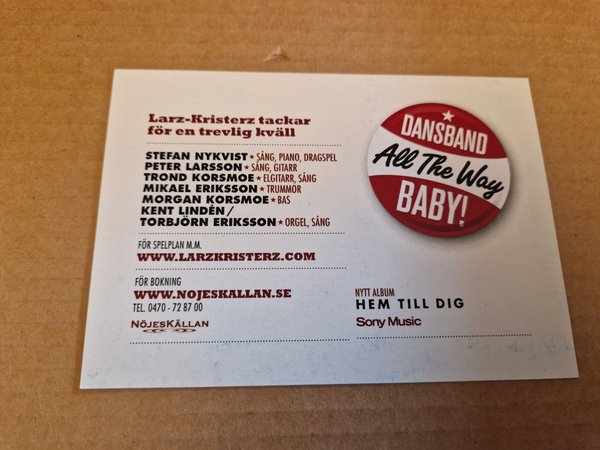 Larz-Kristerz tackar
för en trevlig kväll
STEFAN NYKVIST ★ SÅNG, PIANO, DRAGSPEL
PETER LARSSON ★ SÅNG, GITARR
TROND KORSMOE ★ ELGITARR, SÅNG
MIKAEL ERIKSSON ★ TRUMMOR
MORGAN KORSMOE ★ BAS
KENT LINDÉN /
TORBJÖRN ERIKSSON ★ ORGEL, SÅNG
FÖR SPELPLAN M.M.
WWW.LARZKRISTERZ.COM
FÖR BOKNING
WWW.NOJESKALLAN.SE
TEL. 0470 - 72 87 00
NÖJESKÄLLAN
DANSBAND
All The Way
BABY!
NYTT ALBUM
HEM TILL DIG
Sony Music